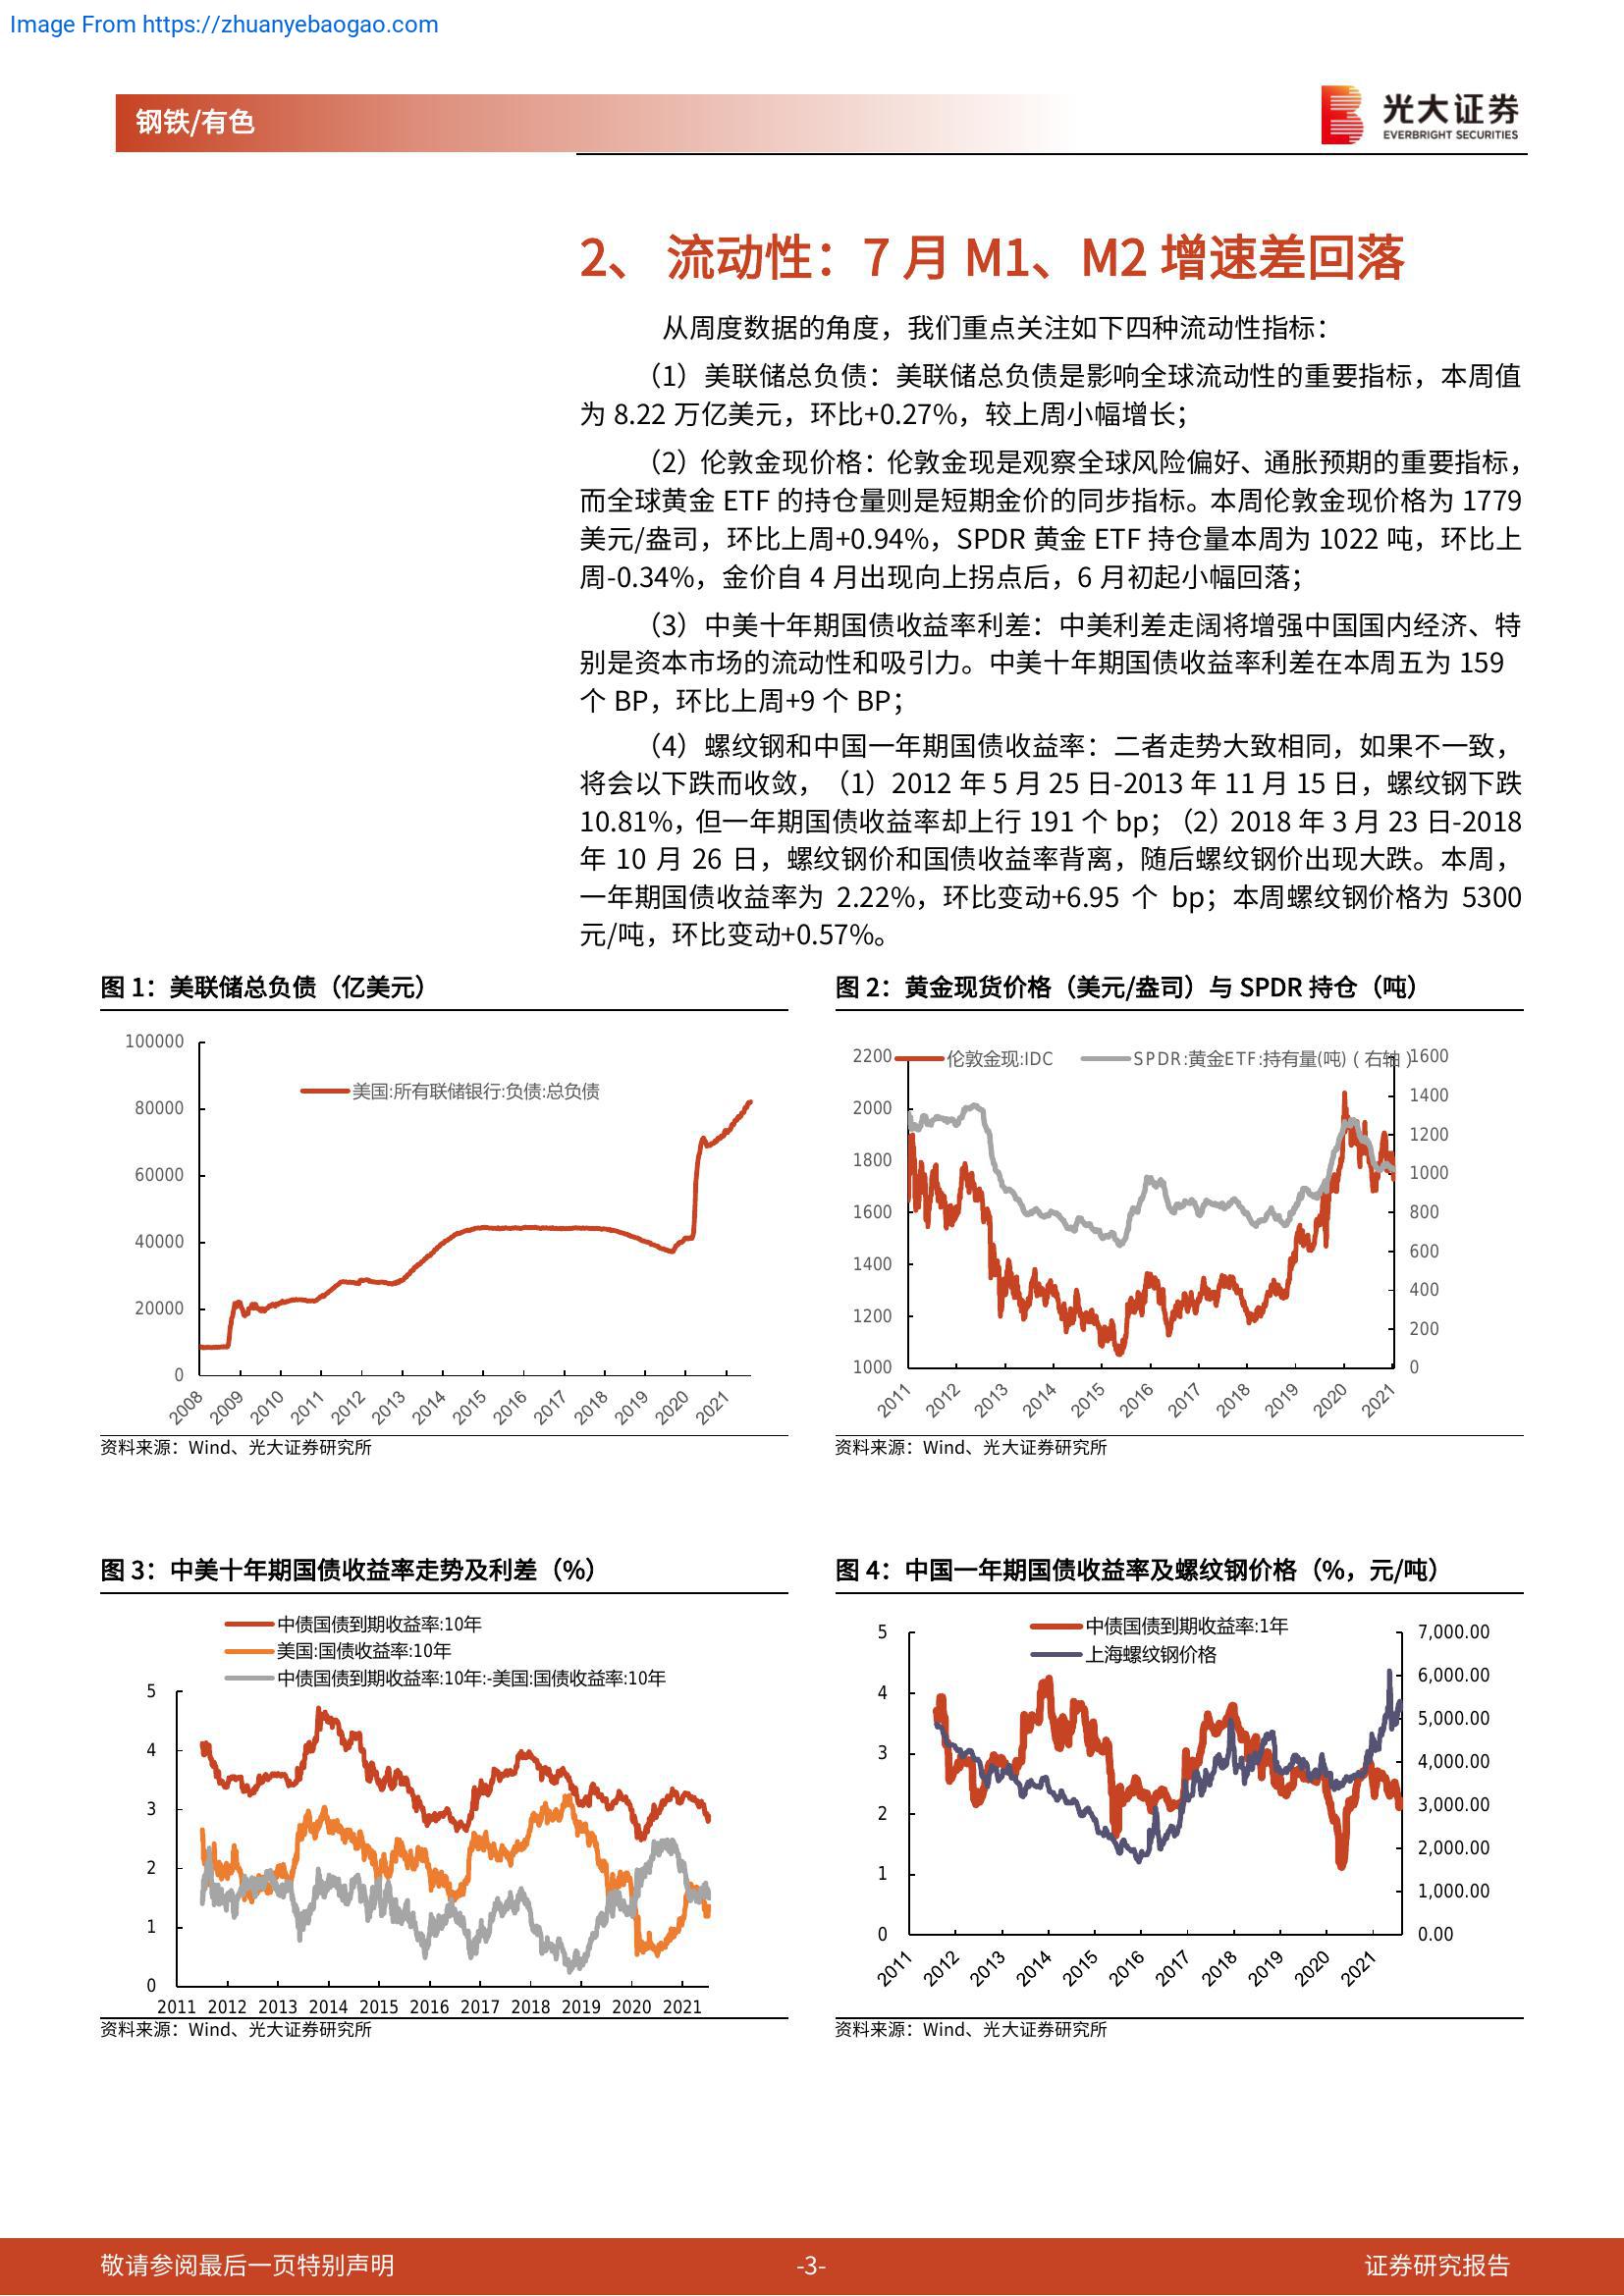 Image From https://zhuanyebaogao.com
钢铁/有色
光大证券
EVERBRIGHT SECURITIES
2、 流动性：7 月 M1、M2 增速差回落
从周度数据的角度，我们重点关注如下四种流动性指标：
（1）美联储总负债：美联储总负债是影响全球流动性的重要指标，本周值
为 8.22 万亿美元，环比+0.27%，较上周小幅增长；
（2）伦敦金现价格：伦敦金现是观察全球风险偏好、通胀预期的重要指标，
而全球黄金 ETF 的持仓量则是短期金价的同步指标。本周伦敦金现价格为 1779
美元/盎司，环比上周+0.94%，SPDR 黄金 ETF 持仓量本周为 1022 吨，环比上
周-0.34%，金价自 4 月出现向上拐点后，6 月初起小幅回落；
（3）中美十年期国债收益率利差：中美利差走阔将增强中国国内经济、特
别是资本市场的流动性和吸引力。中美十年期国债收益率利差在本周五为 159
个 BP，环比上周+9 个 BP；
（4）螺纹钢和中国一年期国债收益率：二者走势大致相同，如果不一致，
将会以下跌而收敛，（1）2012 年 5 月 25 日-2013 年 11 月 15 日，螺纹钢下跌
10.81%，但一年期国债收益率却上行 191 个 bp；（2）2018 年 3 月 23 日-2018
年 10 月 26 日，螺纹钢价和国债收益率背离，随后螺纹钢价出现大跌。本周，
一年期国债收益率为 2.22%，环比变动+6.95 个 bp；本周螺纹钢价格为 5300
元/吨，环比变动+0.57%。
图 1：美联储总负债（亿美元）
100000
80000
60000
40000
20000
0
美国:所有联储银行:负债:总负债
2008 2009 2010 2011 2012 2013 2014 2015 2016 2017 2018 2019 2020 2021
资料来源：Wind、光大证券研究所
图 2：黄金现货价格（美元/盎司）与 SPDR 持仓（吨）
伦敦金现:IDC SPDR:黄金ETF:持有量(吨)(右轴)
2200
2000
1800
1600
1400
1200
1000
1600
1400
1200
1000
800
600
400
200
0
2011 2012 2013 2014 2015 2016 2017 2018 2019 2020 2021
资料来源：Wind、光大证券研究所
图 3：中美十年期国债收益率走势及利差（%）
中债国债到期收益率:10年
美国:国债收益率:10年
中债国债到期收益率:10年:-美国:国债收益率:10年
5
4
3
2
1
0
2011 2012 2013 2014 2015 2016 2017 2018 2019 2020 2021
资料来源：Wind、光大证券研究所
图 4：中国一年期国债收益率及螺纹钢价格（%，元/吨）
中债国债到期收益率:1年
上海螺纹钢价格
5
4
3
2
1
0
7,000.00
6,000.00
5,000.00
4,000.00
3,000.00
2,000.00
1,000.00
0.00
2011 2012 2013 2014 2015 2016 2017 2018 2019 2020 2021
资料来源：Wind、光大证券研究所
敬请参阅最后一页特别声明
-3-
证券研究报告